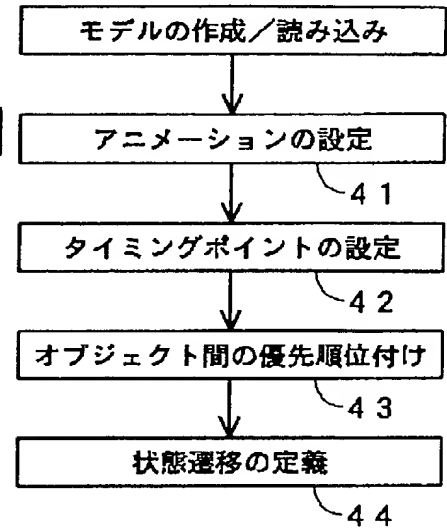 モデルの作成／読み込み
アニメーションの設定
41
タイミングポイントの設定
42
オブジェクト間の優先順位付け
43
状態遷移の定義
44